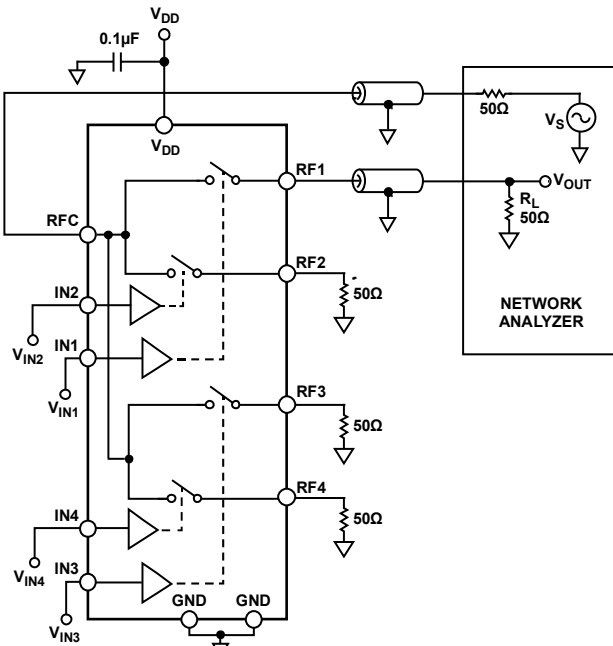 VDD
0.1µF
VDD
50Ω
VS
RF1
VOUT
RL
50Ω
RFC
RF2
50Ω
NETWORK
ANALYZER
IN2
VIN2
IN1
VIN1
RF3
50Ω
RF4
50Ω
IN4
VIN4
IN3
VIN3
GND
GND